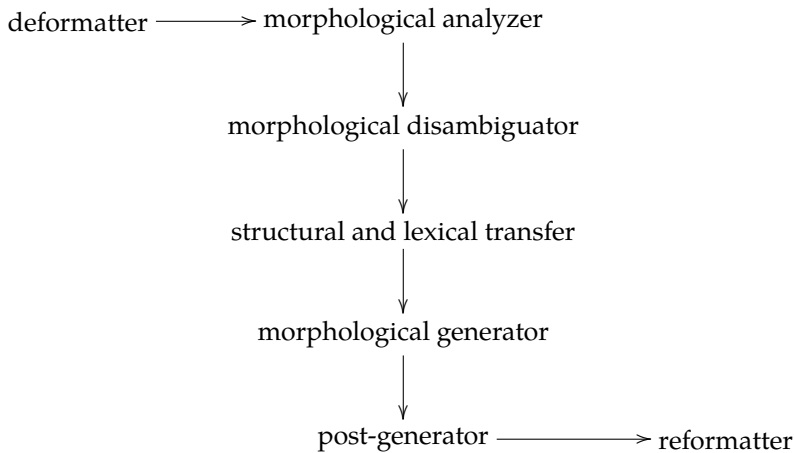 deformatter
morphological analyzer
morphological disambiguator
structural and lexical transfer
morphological generator
post-generator
reformatter